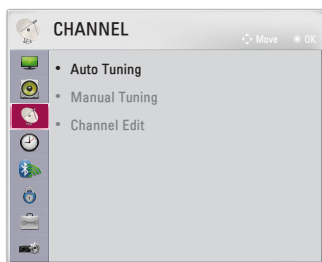 CHANNEL
Move OK
• Auto Tuning
• Manual Tuning
• Channel Edit